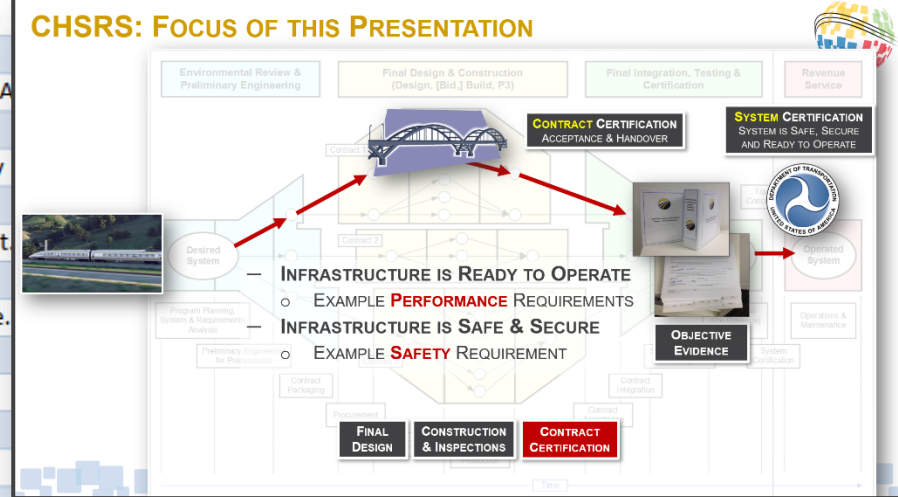 CHSRS: FOCUS OF THIS PRESENTATION
Environmental Review &
Preliminary Engineering
Final Design & Construction
(Design, [Bid,] Build, P3)
Final Integration, Testing &
Certification
Revenue
Service
CONTRACT CERTIFICATION
ACCEPTANCE & HANDOVER
SYSTEM CERTIFICATION
SYSTEM IS SAFE, SECURE
AND READY TO OPERATE
Contract 1
DEPARTMENT OF TRANSPORTATION
UNITED STATES OF AMERICA
Contract 2
Desired
System
Operated
System
– INFRASTRUCTURE IS READY TO OPERATE
o EXAMPLE PERFORMANCE REQUIREMENTS
– INFRASTRUCTURE IS SAFE & SECURE
o EXAMPLE SAFETY REQUIREMENT
Program Planning,
System & Requirements
Analysis
Operations &
Maintenance
OBJECTIVE
EVIDENCE
Preliminary Engineering
for Procurement
System
Certification
Contract
Packaging
Contract
Integration
Procurement
Contract
FINAL
DESIGN
CONSTRUCTION
& INSPECTIONS
CONTRACT
CERTIFICATION
Time